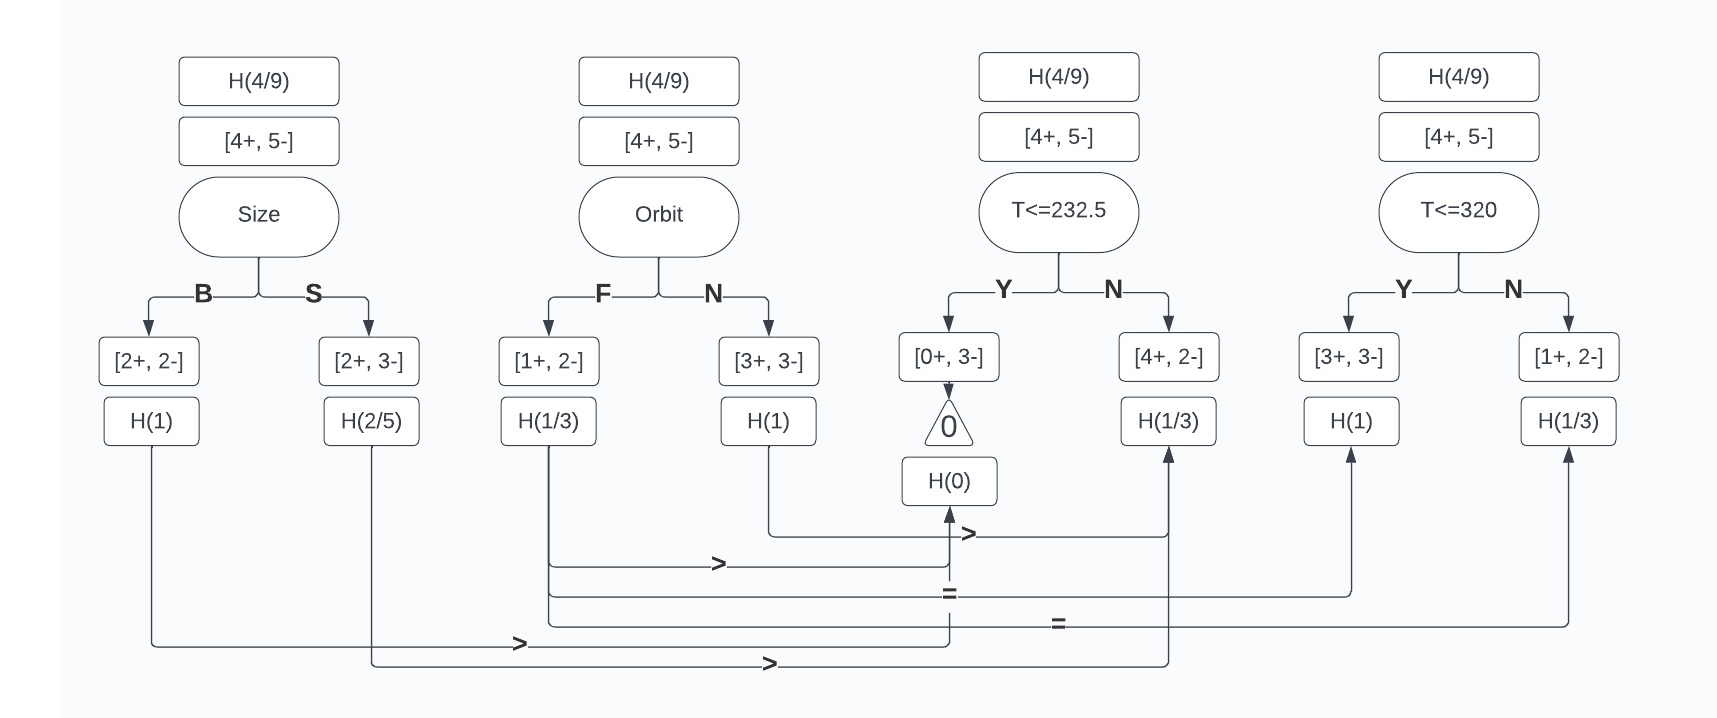 H(4/9)
[4+, 5-]
Size
B
S
[2+, 2-]
[2+, 3-]
H(1)
H(2/5)
H(4/9)
[4+, 5-]
Orbit
F
N
[1+, 2-]
[3+, 3-]
H(1/3)
H(1)
H(4/9)
[4+, 5-]
T<=232.5
Y
N
[0+, 3-]
[4+, 2-]
0
H(1/3)
H(0)
H(4/9)
[4+, 5-]
T<=320
Y
N
[3+, 3-]
[1+, 2-]
H(1)
H(1/3)
>
>
=
=
>
>